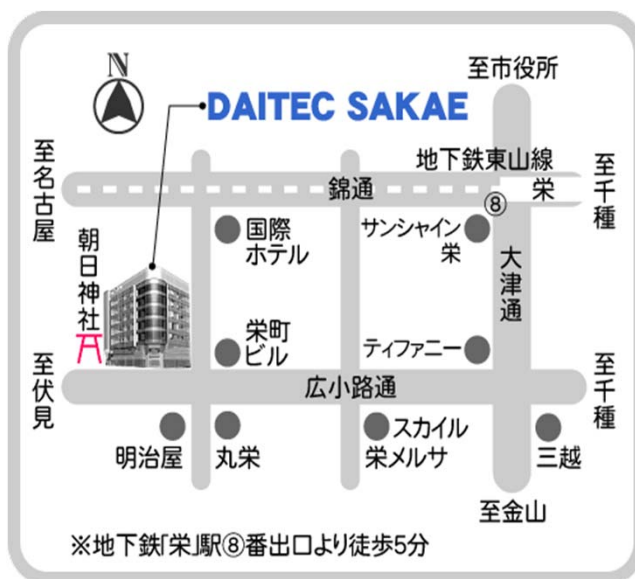 N
至市役所
DAITEC SAKAE
地下鉄東山線
至名古屋
錦通
栄
至千種
⑧
朝日神社
国際
ホテル
サンシャイン
栄
大津通
栄町
ビル
ティファニー
至伏見
広小路通
至千種
明治屋
丸栄
スカイル
栄メルサ
三越
至金山
※地下鉄「栄」駅⑧番出口より徒歩5分